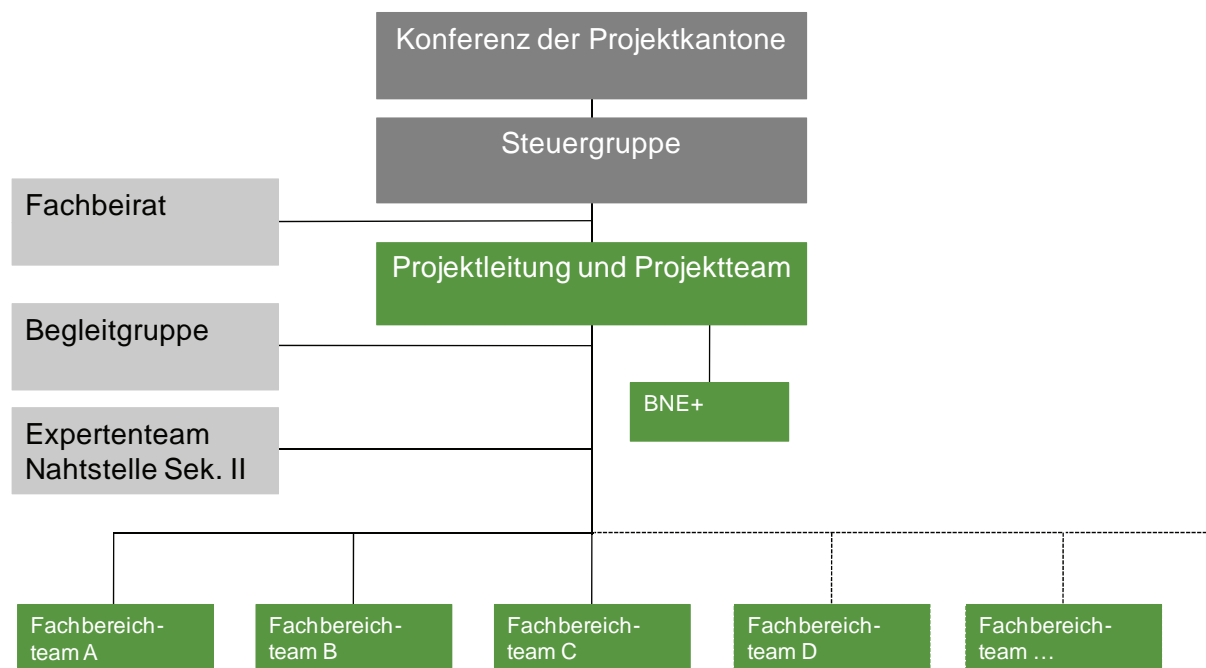 Konferenz der Projektkantone
Steuergruppe
Fachbeirat
Projektleitung und Projektteam
Begleitgruppe
BNE+
Expertenteam
Nahtstelle Sek. II
Fachbereich-
team A
Fachbereich-
team B
Fachbereich-
team C
Fachbereich-
team D
Fachbereich-
team …